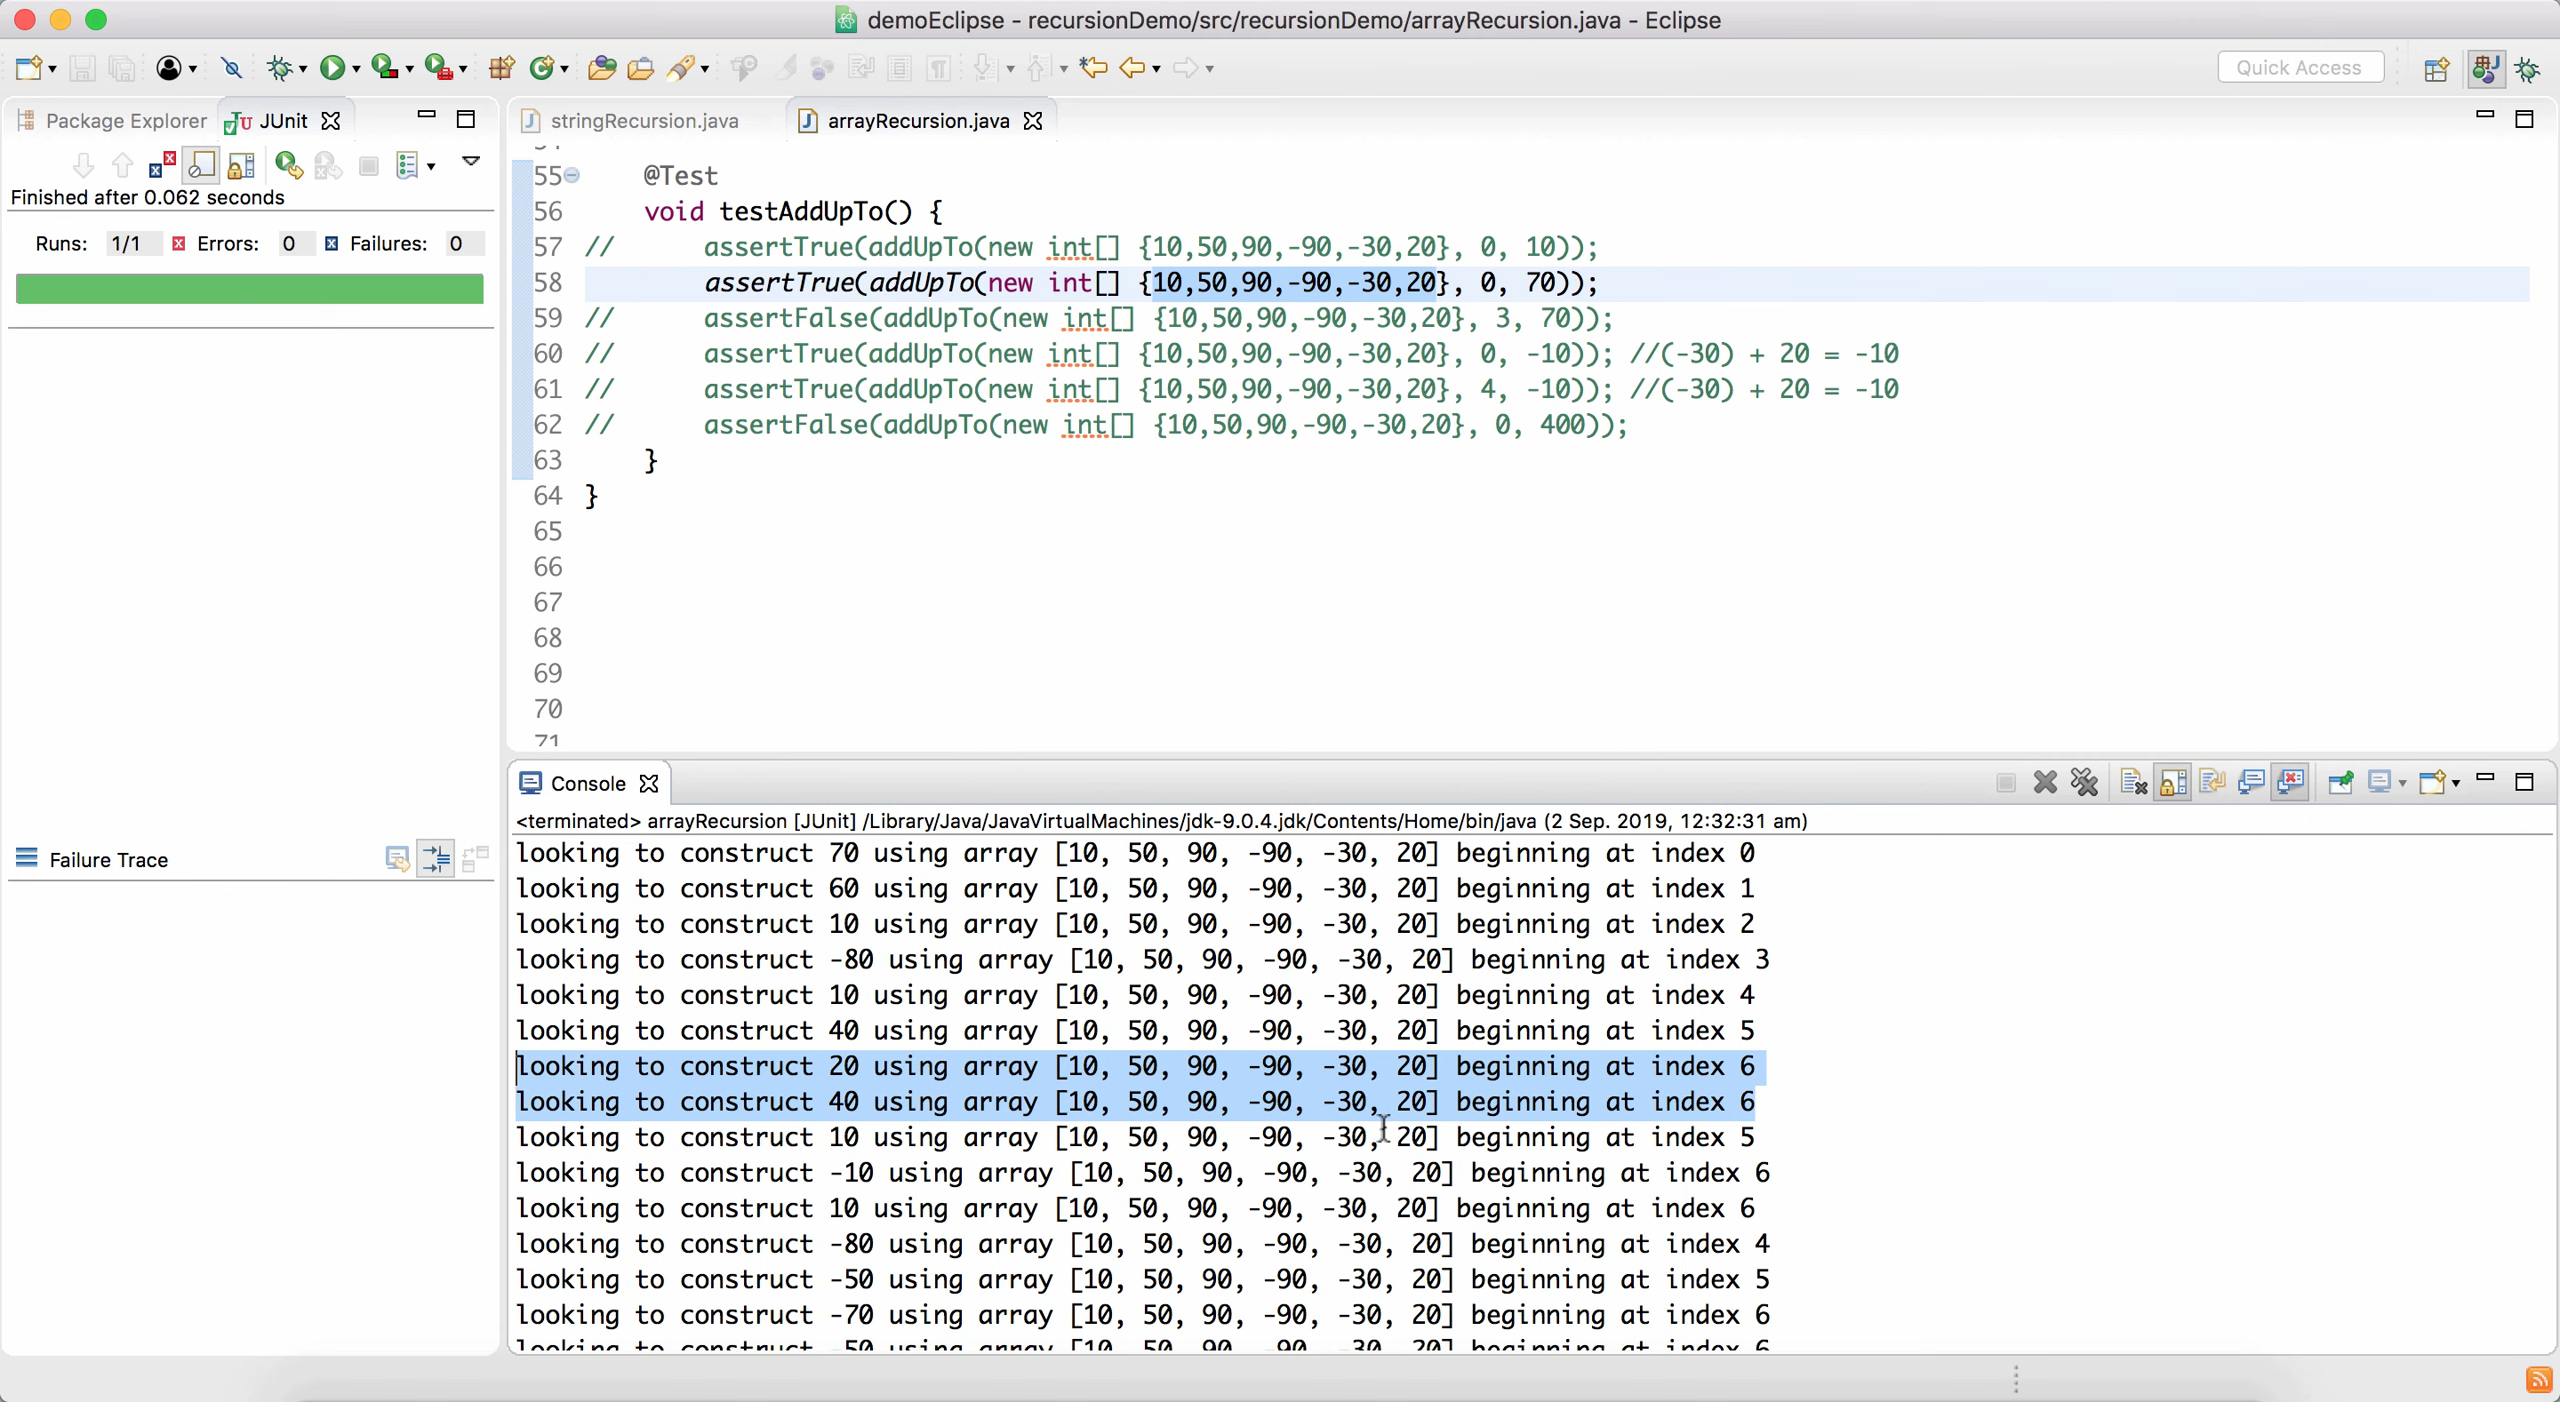 demoEclipse - recursionDemo/src/recursionDemo/arrayRecursion.java - Eclipse
Quick Access
Package Explorer JUnit
stringRecursion.java arrayRecursion.java
Finished after 0.062 seconds
Runs: 1/1 Errors: 0 Failures: 0
55 @Test
56 void testAddUpTo() {
57 // assertTrue(addUpTo(new int[] {10,50,90,-90,-30,20}, 0, 10));
58 assertTrue(addUpTo(new int[] {10,50,90,-90,-30,20}, 0, 70));
59 // assertFalse(addUpTo(new int[] {10,50,90,-90,-30,20}, 3, 70));
60 // assertTrue(addUpTo(new int[] {10,50,90,-90,-30,20}, 0, -10)); //(-30) + 20 = -10
61 // assertTrue(addUpTo(new int[] {10,50,90,-90,-30,20}, 4, -10)); //(-30) + 20 = -10
62 // assertFalse(addUpTo(new int[] {10,50,90,-90,-30,20}, 0, 400));
63 }
64 }
65
66
67
68
69
70
71
Failure Trace
Console
<terminated> arrayRecursion [JUnit] /Library/Java/JavaVirtualMachines/jdk-9.0.4.jdk/Contents/Home/bin/java (2 Sep. 2019, 12:32:31 am)
looking to construct 70 using array [10, 50, 90, -90, -30, 20] beginning at index 0
looking to construct 60 using array [10, 50, 90, -90, -30, 20] beginning at index 1
looking to construct 10 using array [10, 50, 90, -90, -30, 20] beginning at index 2
looking to construct -80 using array [10, 50, 90, -90, -30, 20] beginning at index 3
looking to construct 10 using array [10, 50, 90, -90, -30, 20] beginning at index 4
looking to construct 40 using array [10, 50, 90, -90, -30, 20] beginning at index 5
looking to construct 20 using array [10, 50, 90, -90, -30, 20] beginning at index 6
looking to construct 40 using array [10, 50, 90, -90, -30, 20] beginning at index 6
looking to construct 10 using array [10, 50, 90, -90, -30, 20] beginning at index 5
looking to construct -10 using array [10, 50, 90, -90, -30, 20] beginning at index 6
looking to construct 10 using array [10, 50, 90, -90, -30, 20] beginning at index 6
looking to construct -80 using array [10, 50, 90, -90, -30, 20] beginning at index 4
looking to construct -50 using array [10, 50, 90, -90, -30, 20] beginning at index 5
looking to construct -70 using array [10, 50, 90, -90, -30, 20] beginning at index 6
looking to construct -50 using array [10, 50, 90, -90, -30, 20] beginning at index 6